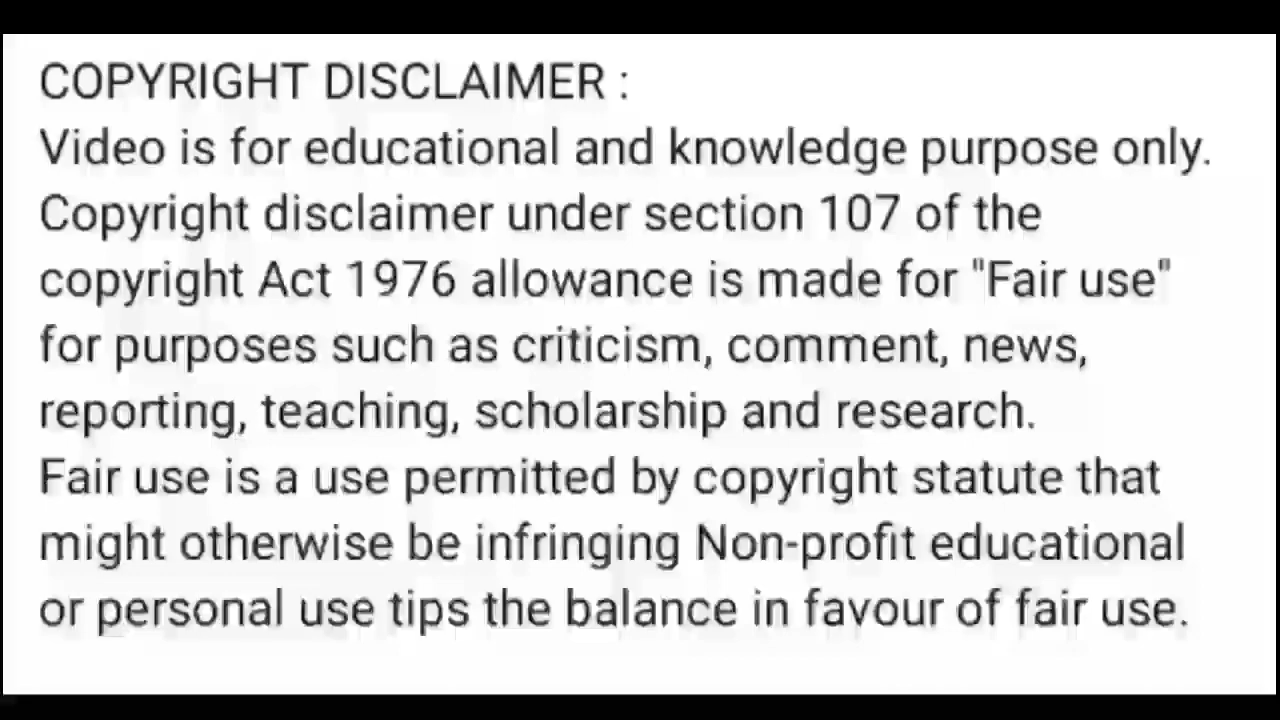 COPYRIGHT DISCLAIMER :
Video is for educational and knowledge purpose only.
Copyright disclaimer under section 107 of the
copyright Act 1976 allowance is made for "Fair use"
for purposes such as criticism, comment, news,
reporting, teaching, scholarship and research.
Fair use is a use permitted by copyright statute that
might otherwise be infringing Non-profit educational
or personal use tips the balance in favour of fair use.